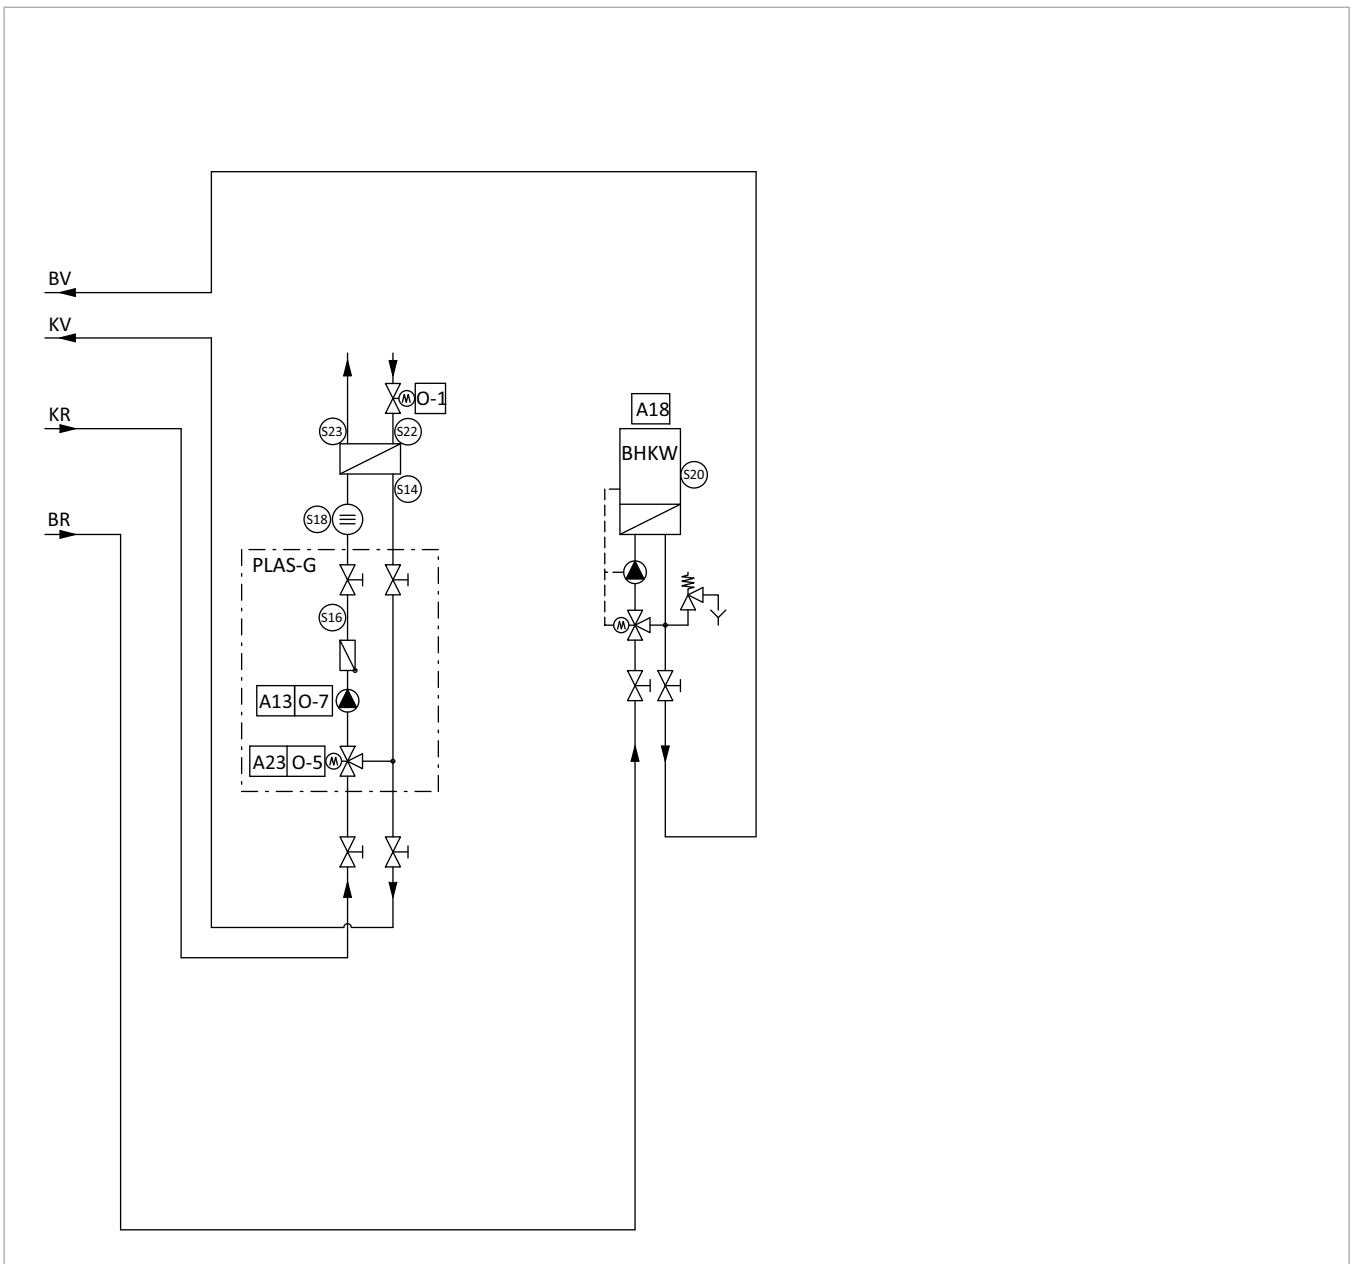 BV
KV
O-1
A18
KR
S23
S22
BHKW
S20
S14
S18
BR
PLAS-G
S16
A13 O-7
A23 O-5